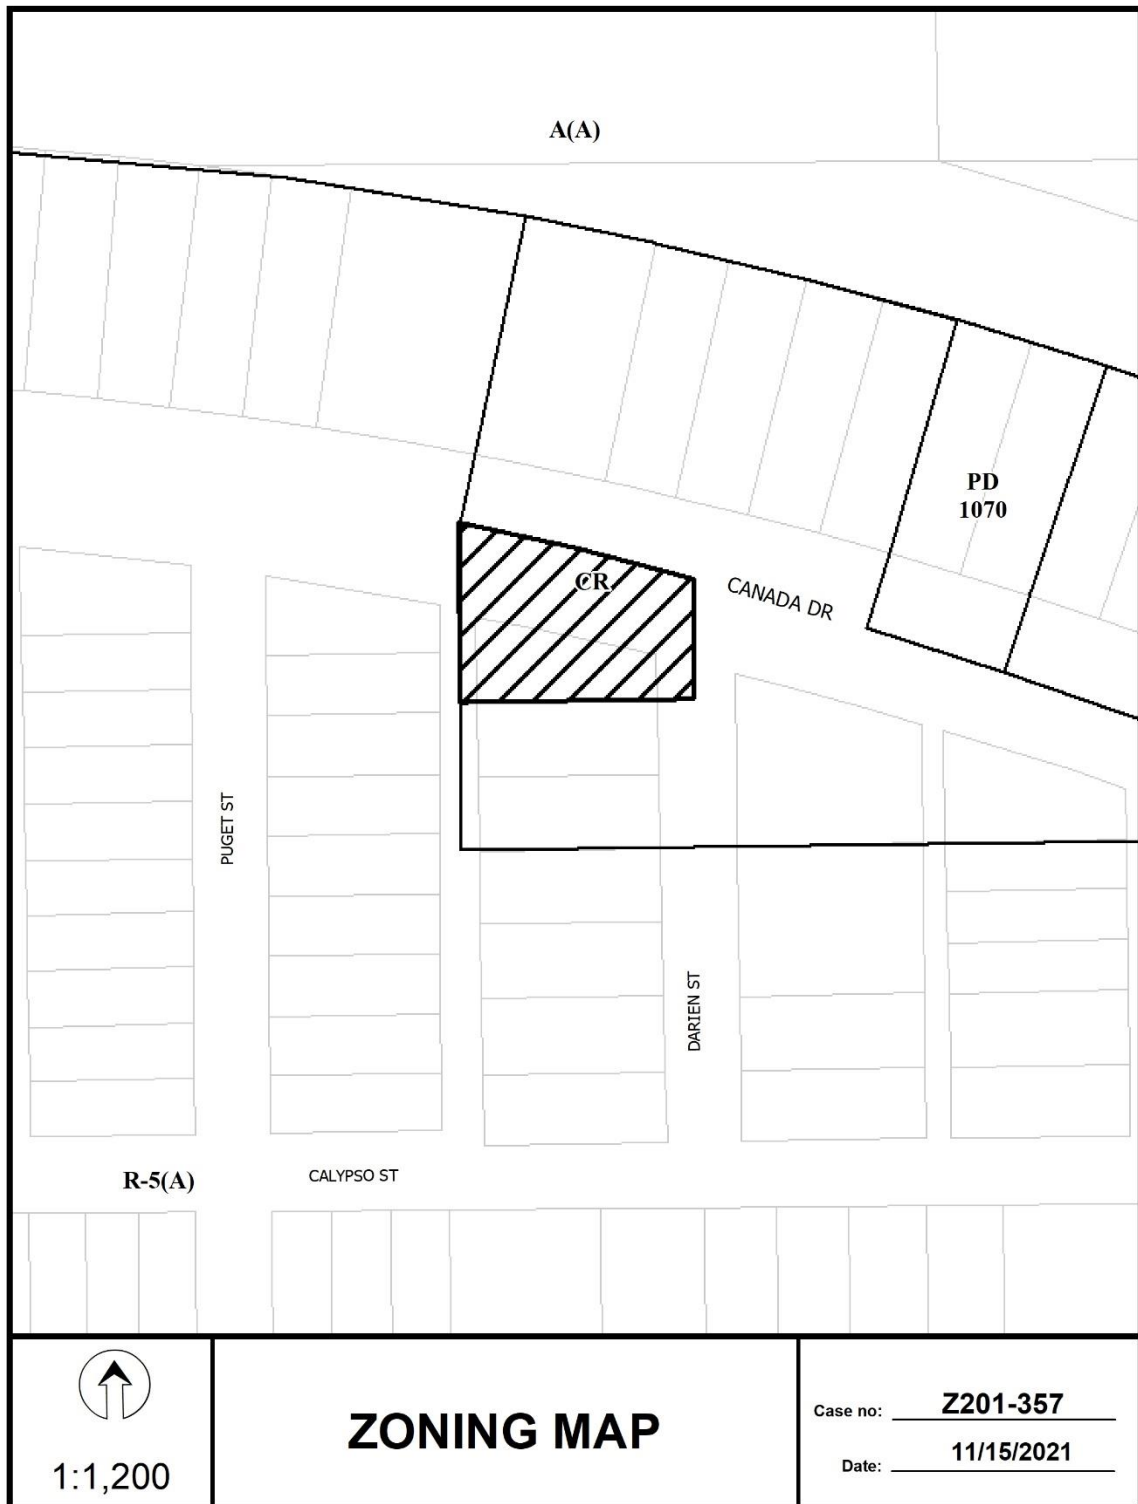 A(A)
PD
1070
CR
CANADA DR
PUGET ST
DARIEN ST
R-5(A)
CALYPSO ST
1:1,200
ZONING MAP
Case no: Z201-357
Date: 11/15/2021